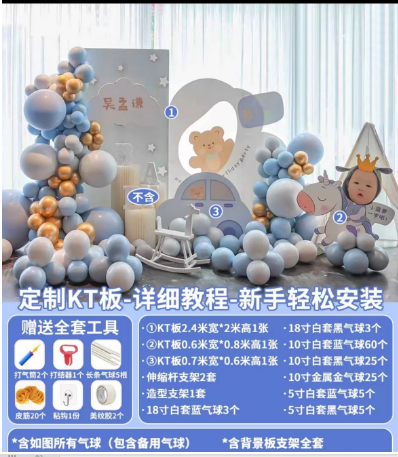 吴孟谦
①
Teddy Bear
不含
③
②
定制KT板-详细教程-新手轻松安装
赠送全套工具
打气筒2个 打结器1个 长条气球5根
皮筋20个 粘钩1份 美纹胶2个
·①KT板2.4米宽*2米高1张
·②KT板0.6米宽*0.8米高1张
·③KT板0.7米宽*0.6米高1张
·伸缩杆支架2套
·造型支架1套
·18寸白套蓝气球3个
·18寸白套黑气球3个
·10寸白套蓝气球60个
·10寸白套黑气球25个
·10寸金属金气球25个
·5寸白套蓝气球5个
·5寸白套黑气球5个
*含如图所有气球（包含备用气球）
*含背景板支架全套